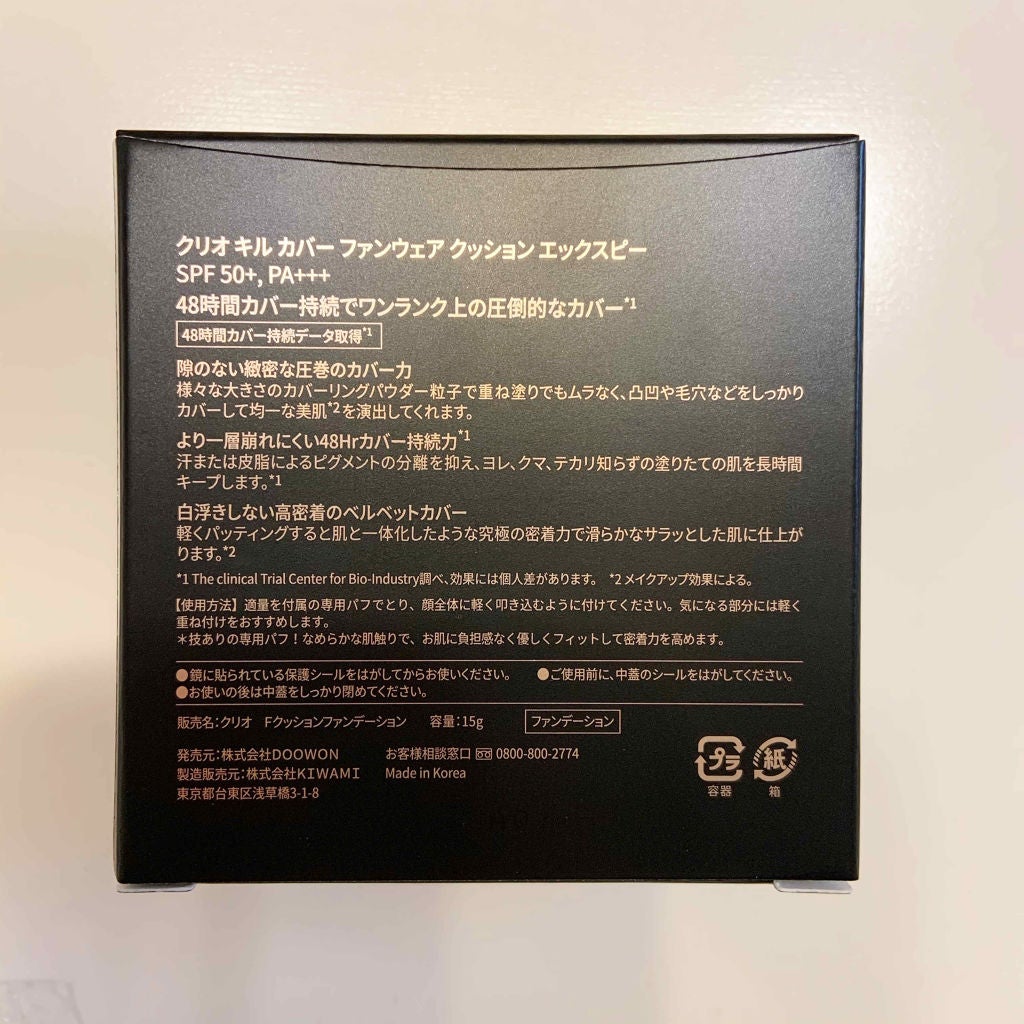 クリオ キル カバー ファンウェア クッション エックスピー
SPF 50+, PA+++
48時間カバー持続でワンランク上の圧倒的なカバー*1
48時間カバー持続データ取得*1
隙のない緻密な圧巻のカバー力
様々な大きさのカバーリングパウダー粒子で重ね塗りでもムラなく、凸凹や毛穴などをしっかり
カバーして均一な美肌*2を演出してくれます。
より一層崩れにくい48Hrカバー持続力*1
汗または皮脂によるピグメントの分離を抑え、ヨレ、クマ、テカリ知らずの塗りたての肌を長時間
キープします。*1
白浮きしない高密着のベルベットカバー
軽くパッティングすると肌と一体化したような究極の密着力で滑らかなサラッとした肌に仕上が
ります。*2
*1 The clinical Trial Center for Bio-Industry調べ、効果には個人差があります。 *2 メイクアップ効果による。
【使用方法】適量を付属の専用パフでとり、顔全体に軽く叩き込むように付けてください。気になる部分には軽く
重ね付けをおすすめします。
＊技ありの専用パフ！なめらかな肌触りで、お肌に負担感なく優しくフィットして密着力を高めます。
●鏡に貼られている保護シールをはがしてからお使いください。 ●ご使用前に、中蓋のシールをはがしてください。
●お使いの後は中蓋をしっかり閉めてください。
販売名：クリオ Fクッションファンデーション 容量：15g ファンデーション
発売元：株式会社DOOWON お客様相談窓口 0800-800-2774
製造販売元：株式会社KIWAMI Made in Korea
東京都台東区浅草橋3-1-8
プラ 紙
容器 箱